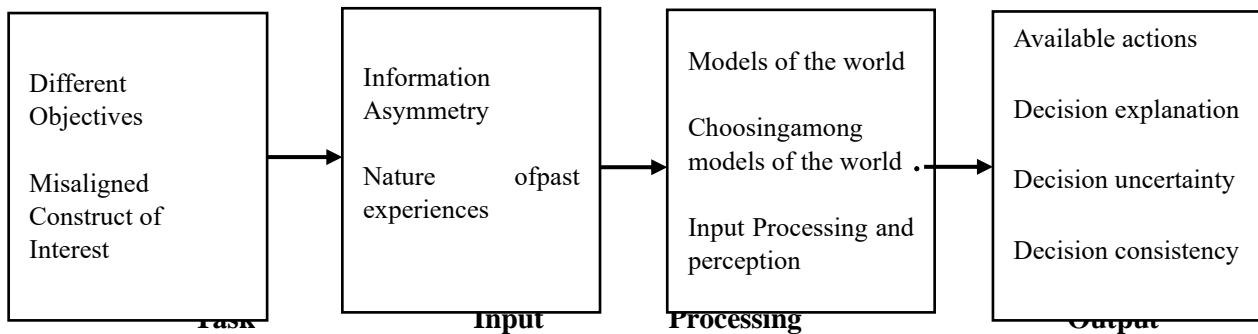 Different
Objectives
Misaligned
Construct of
Interest
Information
Asymmetry
Nature ofpast
experiences
Models of the world
Choosingamong
models of the world .
Input Processing and
perception
Available actions
Decision explanation
Decision uncertainty
Decision consistency
Task Input Processing Output